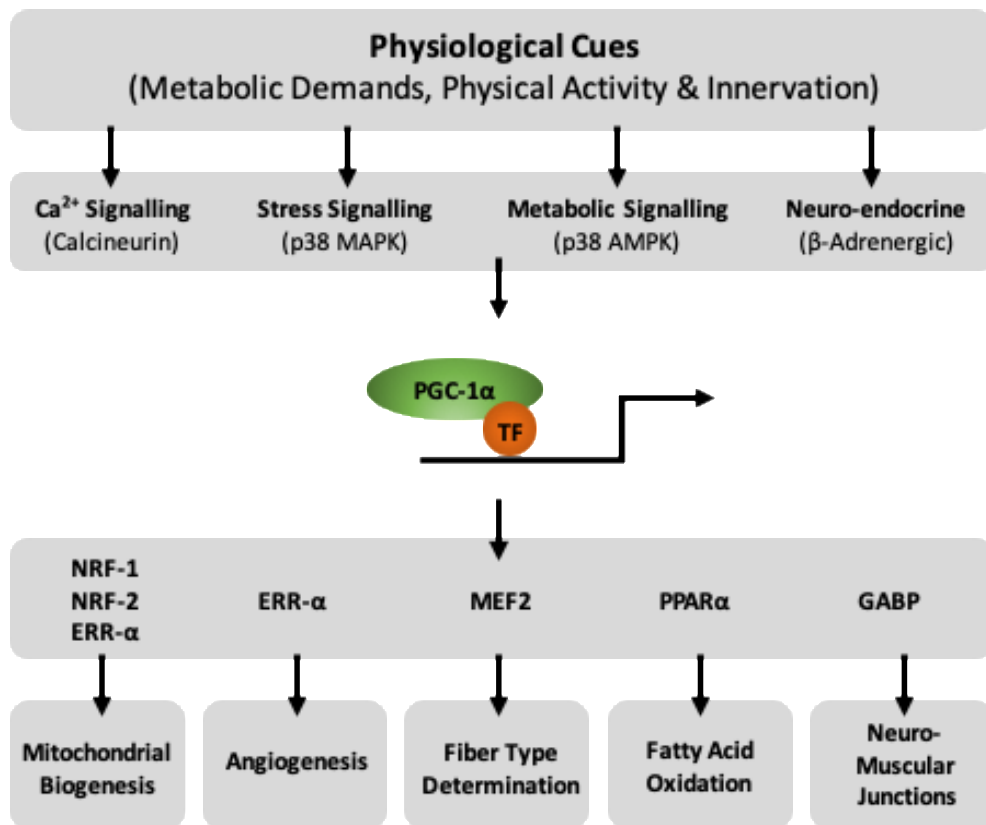 Physiological Cues
(Metabolic Demands, Physical Activity & Innervation)
Ca²⁺ Signalling
(Calcineurin)
Stress Signalling
(p38 MAPK)
Metabolic Signalling
(p38 AMPK)
Neuro-endocrine
(β-Adrenergic)
PGC-1α
TF
NRF-1
NRF-2
ERR-α
ERR-α
MEF2
PPARα
GABP
Mitochondrial
Biogenesis
Angiogenesis
Fiber Type
Determination
Fatty Acid
Oxidation
Neuro-
Muscular
Junctions